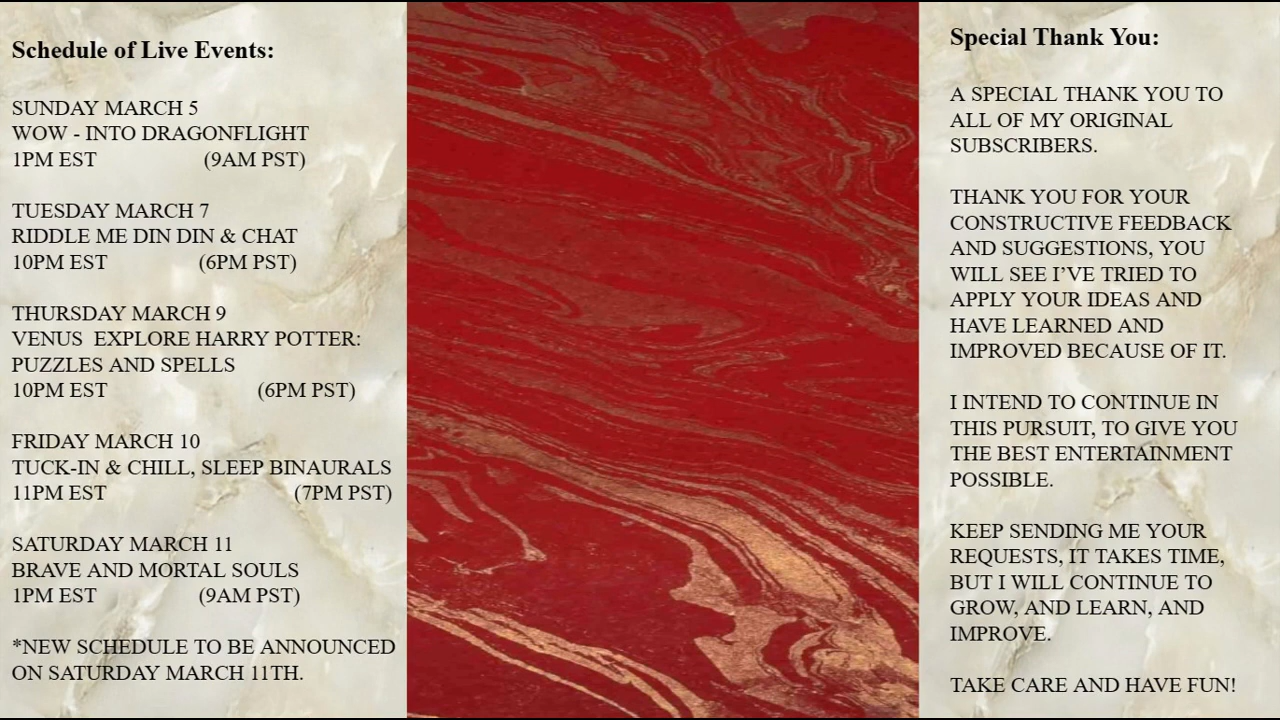 Schedule of Live Events:
SUNDAY MARCH 5
WOW - INTO DRAGONFLIGHT
1PM EST (9AM PST)
TUESDAY MARCH 7
RIDDLE ME DIN DIN & CHAT
10PM EST (6PM PST)
THURSDAY MARCH 9
VENUS EXPLORE HARRY POTTER:
PUZZLES AND SPELLS
10PM EST (6PM PST)
FRIDAY MARCH 10
TUCK-IN & CHILL, SLEEP BINAURALS
11PM EST (7PM PST)
SATURDAY MARCH 11
BRAVE AND MORTAL SOULS
1PM EST (9AM PST)
*NEW SCHEDULE TO BE ANNOUNCED
ON SATURDAY MARCH 11TH.
Special Thank You:
A SPECIAL THANK YOU TO
ALL OF MY ORIGINAL
SUBSCRIBERS.
THANK YOU FOR YOUR
CONSTRUCTIVE FEEDBACK
AND SUGGESTIONS, YOU
WILL SEE I’VE TRIED TO
APPLY YOUR IDEAS AND
HAVE LEARNED AND
IMPROVED BECAUSE OF IT.
I INTEND TO CONTINUE IN
THIS PURSUIT, TO GIVE YOU
THE BEST ENTERTAINMENT
POSSIBLE.
KEEP SENDING ME YOUR
REQUESTS, IT TAKES TIME,
BUT I WILL CONTINUE TO
GROW, AND LEARN, AND
IMPROVE.
TAKE CARE AND HAVE FUN!